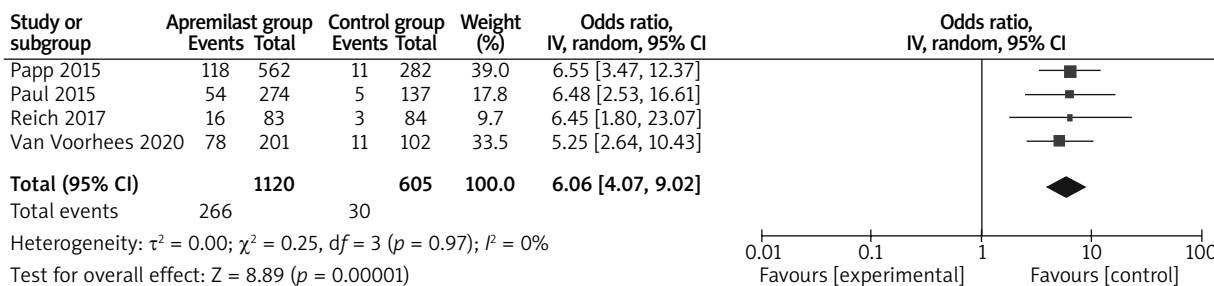 Study or Apremilast group Control group Weight Odds ratio, Odds ratio,
subgroup Events Total Events Total (%) IV, random, 95% CI IV, random, 95% CI
Papp 2015 118 562 11 282 39.0 6.55 [3.47, 12.37]
Paul 2015 54 274 5 137 17.8 6.48 [2.53, 16.61]
Reich 2017 16 83 3 84 9.7 6.45 [1.80, 23.07]
Van Voorhees 2020 78 201 11 102 33.5 5.25 [2.64, 10.43]
Total (95% CI) 1120 605 100.0 6.06 [4.07, 9.02]
Total events 266 30
Heterogeneity: τ² = 0.00; χ² = 0.25, df = 3 (p = 0.97); I² = 0%
Test for overall effect: Z = 8.89 (p = 0.00001)
0.01 0.1 1 10 100
Favours [experimental] Favours [control]